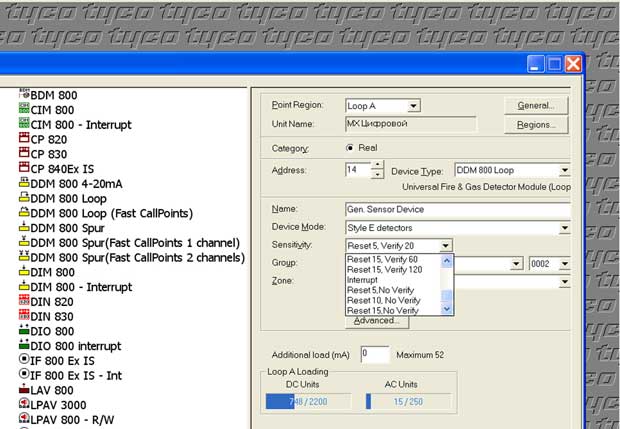 tyco tyco tyco tyco tyco tyco tyco
BDM 800
CIM 800
CIM 800 - Interrupt
CP 820
CP 830
CP 840Ex IS
DDM 800 4-20mA
DDM 800 Loop
DDM 800 Loop (Fast CallPoints)
DDM 800 Spur
DDM 800 Spur(Fast CallPoints 1 channel)
DDM 800 Spur(Fast CallPoints 2 channels)
DIM 800
DIM 800 - Interrupt
DIN 820
DIN 830
DIO 800
DIO 800 interrupt
IF 800 Ex IS
IF 800 Ex IS - Int
LAV 800
LPAV 3000
LPAV 800 - R/W
Point Region: Loop A General...
Unit Name: MX Цифровой Regions...
Category: Real
Address: 14 Device Type: DDM 800 Loop
Universal Fire & Gas Detector Module (Loop
Name: Gen. Sensor Device
Device Mode: Style E detectors
Sensitivity: Reset 5, Verify 20
Group: 0002
Zone:
Reset 15, Verify 60
Reset 15, Verify 120
Interrupt
Reset 5,No Verify
Reset 10, No Verify
Reset 15,No Verify
Advanced...
Additional load (mA) 0 Maximum 52
Loop A Loading
DC Units AC Units
748 / 2200 15 / 250